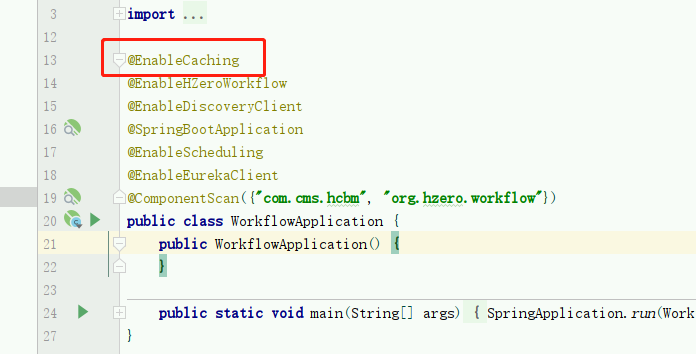 3 import ...
12
13 @EnableCaching
14 @EnableHZeroWorkflow
15 @EnableDiscoveryClient
16 @SpringBootApplication
17 @EnableScheduling
18 @EnableEurekaClient
19 @ComponentScan({"com.cms.hcbm", "org.hzero.workflow"})
20 public class WorkflowApplication {
21 public WorkflowApplication() {
22 }
23
24 public static void main(String[] args) { SpringApplication.run(Work
27 }